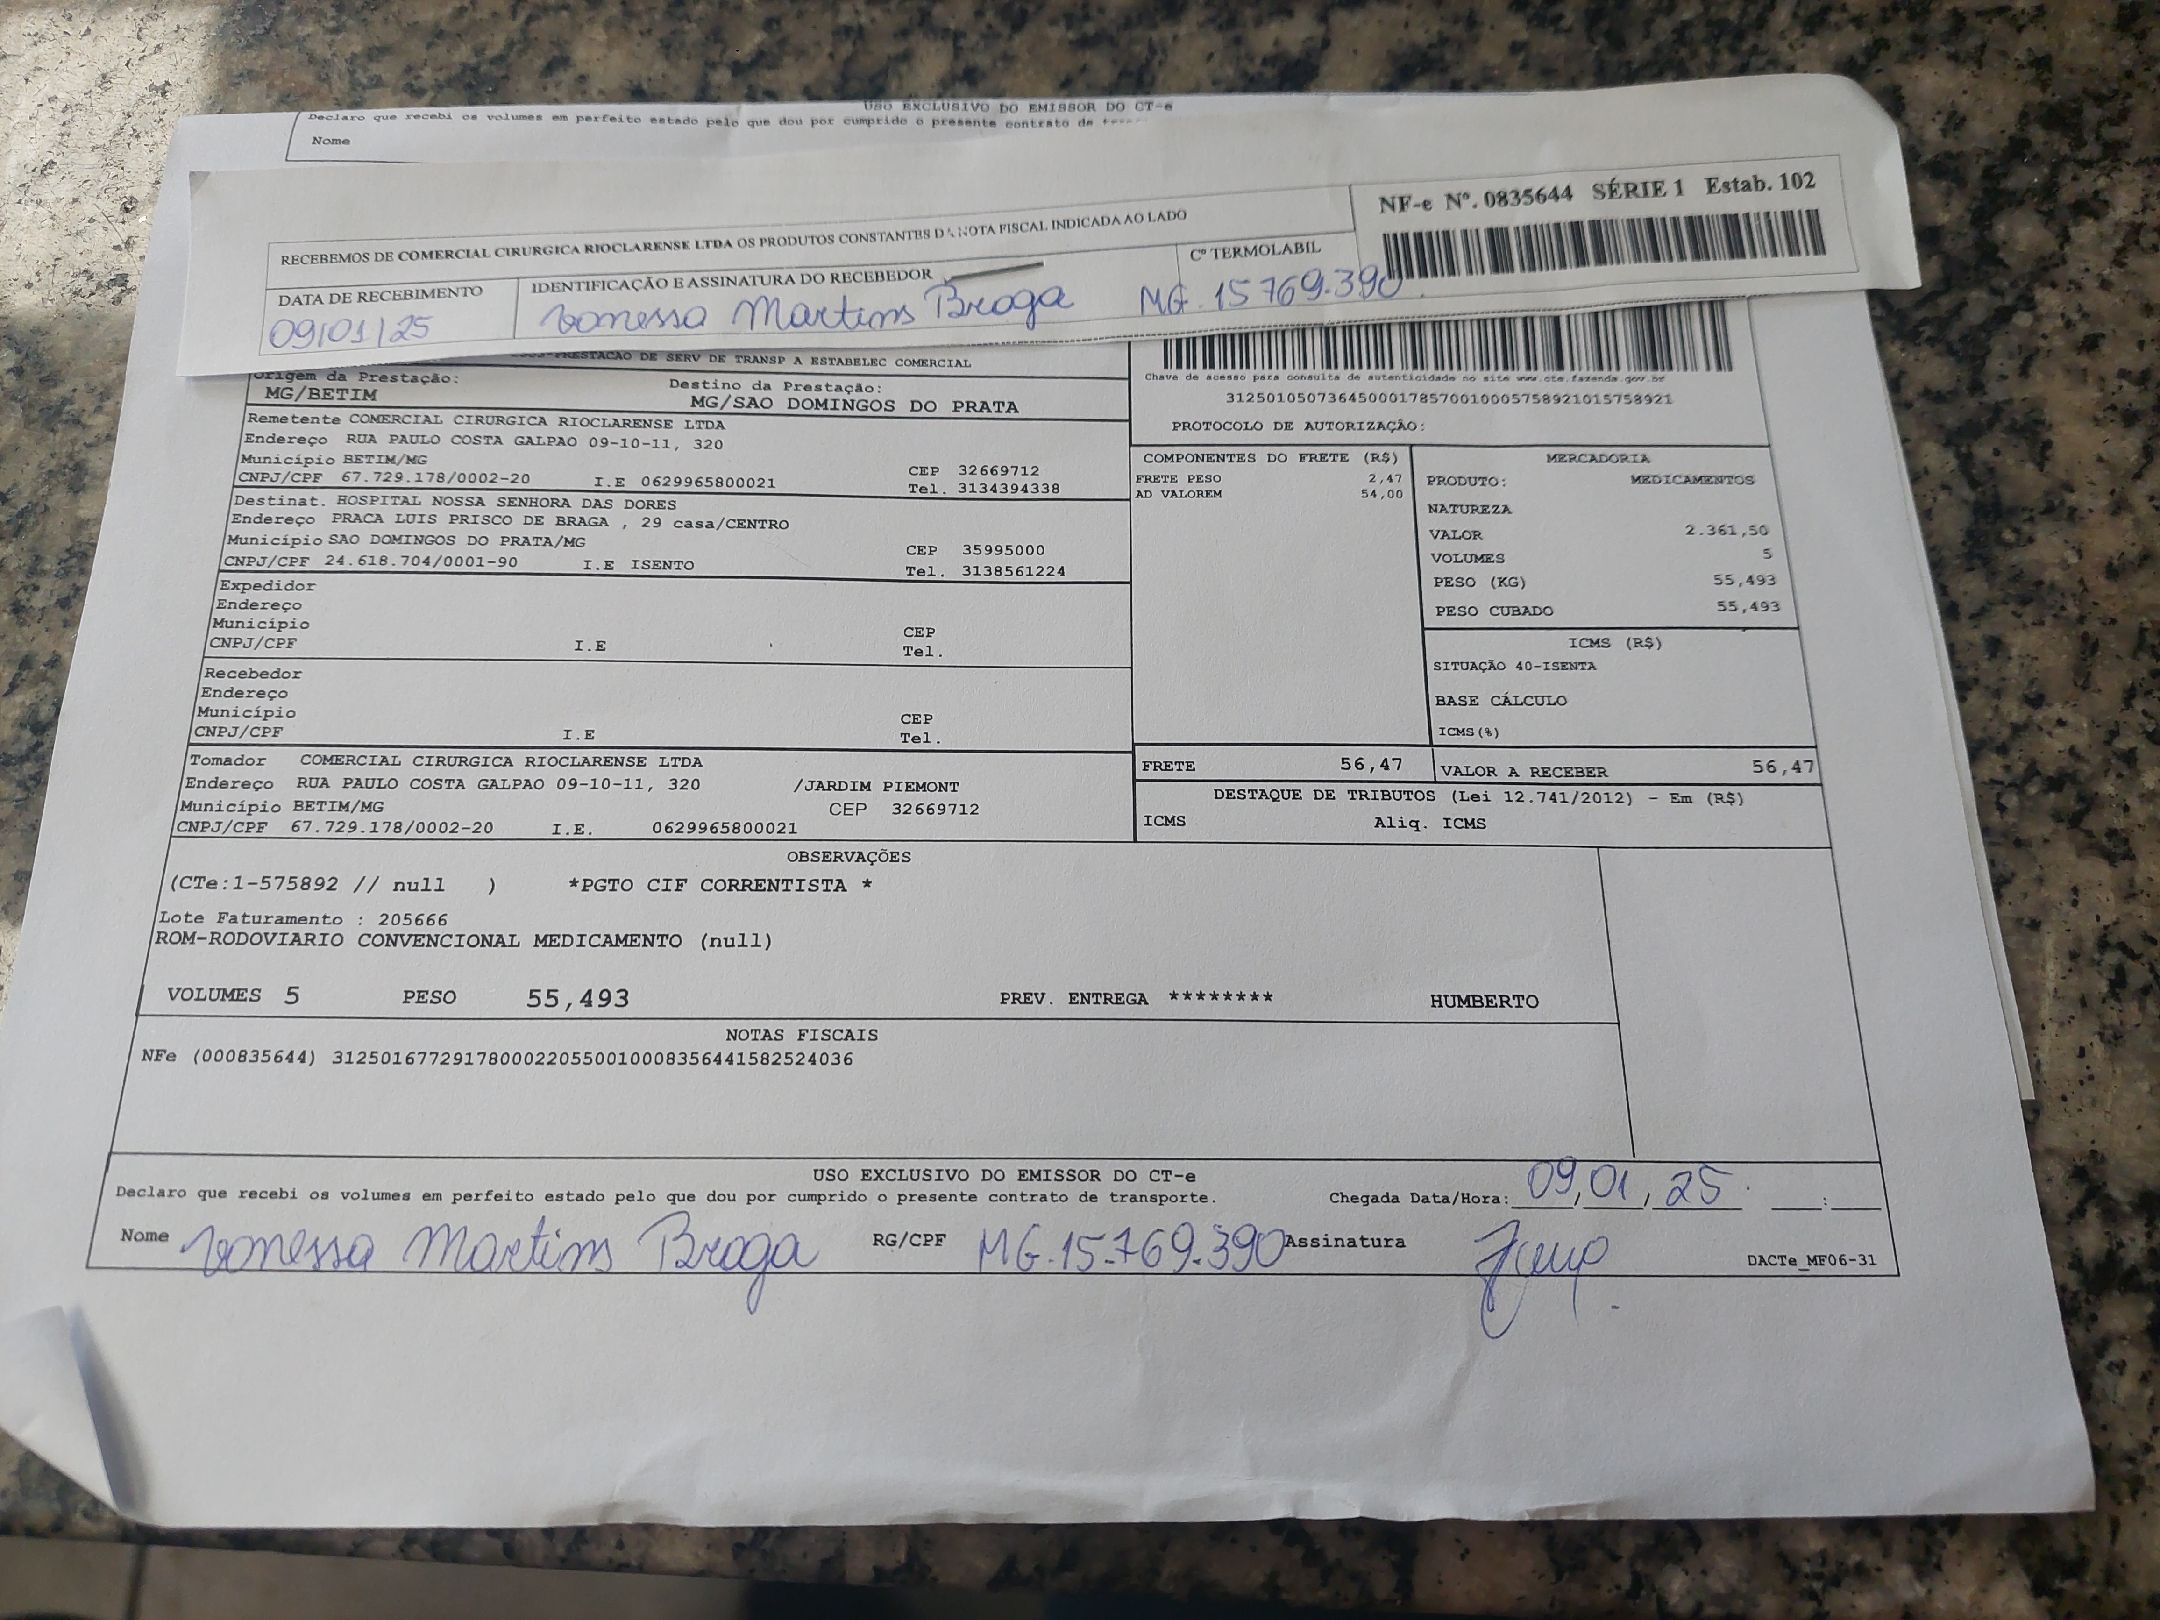 USO EXCLUSIVO DO EMISSOR DO CT-e
Declaro que recebi os volumes em perfeito estado pelo que dou por cumprido o presente contrato de
Nome
NF-e Nº. 0835644 SÉRIE 1 Estab. 102
RECEBEMOS DE COMERCIAL CIRURGICA RIOCLARENSE LTDA OS PRODUTOS CONSTANTES DA NOTA FISCAL INDICADA AO LADO
DATA DE RECEBIMENTO
IDENTIFICAÇÃO E ASSINATURA DO RECEBEDOR
Cº TERMOLABIL
09/01/25
Vanessa Martins Braga
MG. 15 769.390
PRESTACAO DE SERV DE TRANSP A ESTABELEC COMERCIAL
Origem da Prestação:
Destino da Prestação:
MG/BETIM
MG/SAO DOMINGOS DO PRATA
Chave de acesso para consulta de autenticidade no site www.cte.fazenda.gov.br
31250105073645000178570010005758921015758921
PROTOCOLO DE AUTORIZAÇÃO:
Remetente COMERCIAL CIRURGICA RIOCLARENSE LTDA
Endereço RUA PAULO COSTA GALPAO 09-10-11, 320
Município BETIM/MG
CEP 32669712
CNPJ/CPF 67.729.178/0002-20 I.E 0629965800021
Tel. 3134394338
Destinat. HOSPITAL NOSSA SENHORA DAS DORES
Endereço PRACA LUIS PRISCO DE BRAGA , 29 casa/CENTRO
Município SAO DOMINGOS DO PRATA/MG
CEP 35995000
CNPJ/CPF 24.618.704/0001-90 I.E ISENTO
Tel. 3138561224
Expedidor
Endereço
Município
CEP
CNPJ/CPF I.E
Tel.
Recebedor
Endereço
Município
CEP
CNPJ/CPF I.E
Tel.
Tomador COMERCIAL CIRURGICA RIOCLARENSE LTDA
Endereço RUA PAULO COSTA GALPAO 09-10-11, 320 /JARDIM PIEMONT
Município BETIM/MG CEP 32669712
CNPJ/CPF 67.729.178/0002-20 I.E. 0629965800021
COMPONENTES DO FRETE (R$)
FRETE PESO 2,47
AD VALOREM 54,00
MERCADORIA
PRODUTO: MEDICAMENTOS
NATUREZA
VALOR 2.361,50
VOLUMES 5
PESO (KG) 55,493
PESO CUBADO 55,493
ICMS (R$)
SITUAÇÃO 40-ISENTA
BASE CÁLCULO
ICMS(%)
FRETE 56,47
VALOR A RECEBER 56,47
DESTAQUE DE TRIBUTOS (Lei 12.741/2012) - Em (R$)
ICMS Aliq. ICMS
OBSERVAÇÕES
(CTe:1-575892 // null ) *PGTO CIF CORRENTISTA *
Lote Faturamento : 205666
ROM-RODOVIARIO CONVENCIONAL MEDICAMENTO (null)
VOLUMES 5 PESO 55,493 PREV. ENTREGA ******** HUMBERTO
NOTAS FISCAIS
NFe (000835644) 31250167729178000220550010008356441582524036
USO EXCLUSIVO DO EMISSOR DO CT-e
Declaro que recebi os volumes em perfeito estado pelo que dou por cumprido o presente contrato de transporte.
Chegada Data/Hora: 09/01/25 :
Nome Vanessa Martins Braga RG/CPF MG.15.769.390 Assinatura
DACTe_MF06-31